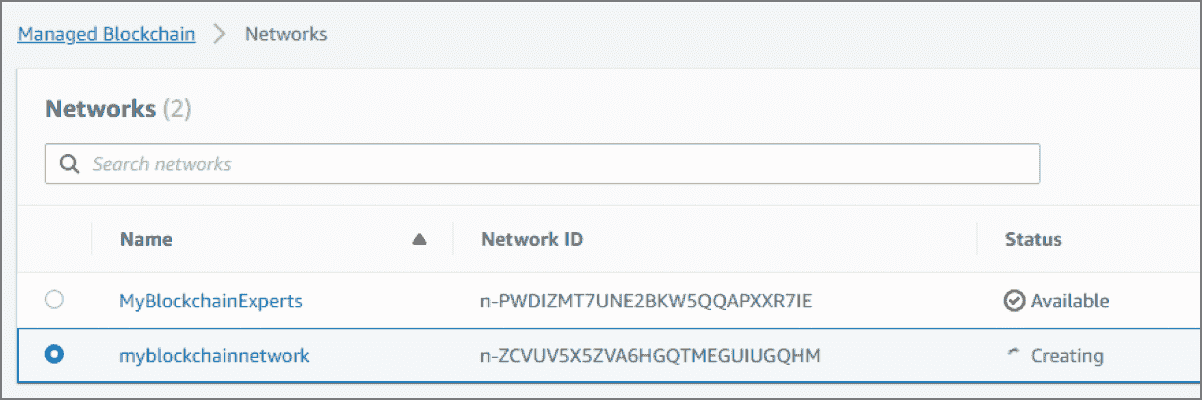 Managed Blockchain > Networks
Networks (2)
Search networks
Name Network ID Status
MyBlockchainExperts n-PWDIZMT7UNE2BKW5QQAPXXR7IE Available
myblockchainnetwork n-ZCVUV5X5ZVA6HGQTMEGUIUGQHM Creating